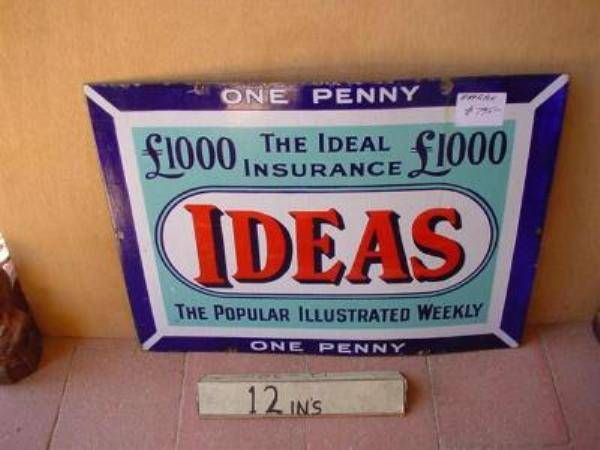 ONE PENNY
£1000 THE IDEAL INSURANCE £1000
IDEAS
THE POPULAR ILLUSTRATED WEEKLY
ONE PENNY
12 IN'S